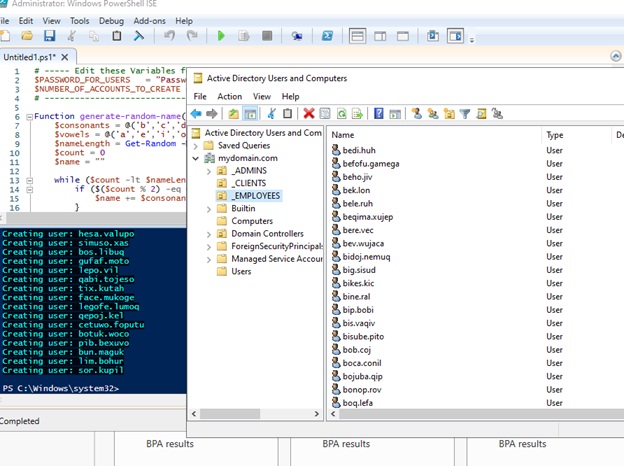 Administrator: Windows PowerShell ISE
File Edit View Tools Debug Add-ons Help
Untitled1.ps1* X
1 # ----- Edit these Variables f
2 $PASSWORD_FOR_USERS = "Passw
3 $NUMBER_OF_ACCOUNTS_TO_CREATE
4 # -----------------------------
5
6 Function generate-random-name(
7 $consonants = @('b','c','d
8 $vowels = @('a','e','i','o
9 $nameLength = Get-Random -
10 $count = 0
11 $name = ""
12
13 while ($count -lt $nameLen
14 if ($($count % 2) -eq
15 $name += $consonan
16 }
Creating user: hesa.valupo
Creating user: simuso.xas
Creating user: bos.libuq
Creating user: gufaf.moto
Creating user: lepo.vil
Creating user: qabi.tojeso
Creating user: tix.kutah
Creating user: face.mukoge
Creating user: legofe.lumoq
Creating user: qepoj.kel
Creating user: cetuwo.foputu
Creating user: botuk.woco
Creating user: pib.bexuvo
Creating user: bun.maguk
Creating user: lim.bohur
Creating user: sor.kupil
PS C:\Windows\system32>
Completed
Active Directory Users and Computers
File Action View Help
Active Directory Users and Com
Saved Queries
mydomain.com
_ADMINS
_CLIENTS
_EMPLOYEES
Builtin
Computers
Domain Controllers
ForeignSecurityPrincipals
Managed Service Accoun
Users
Name Type De
bedi.huh User
befofu.gamega User
beho.jiv User
bek.lon User
bele.ruh User
beqima.xujep User
bere.vec User
bev.wujaca User
bidoj.nemuq User
big.sisud User
bikes.kic User
bine.ral User
bip.bobi User
bis.vaqiv User
bisube.pito User
bob.coj User
boca.conil User
bojuba.qip User
bonop.rov User
boq.lefa User
BPA results BPA results BPA results